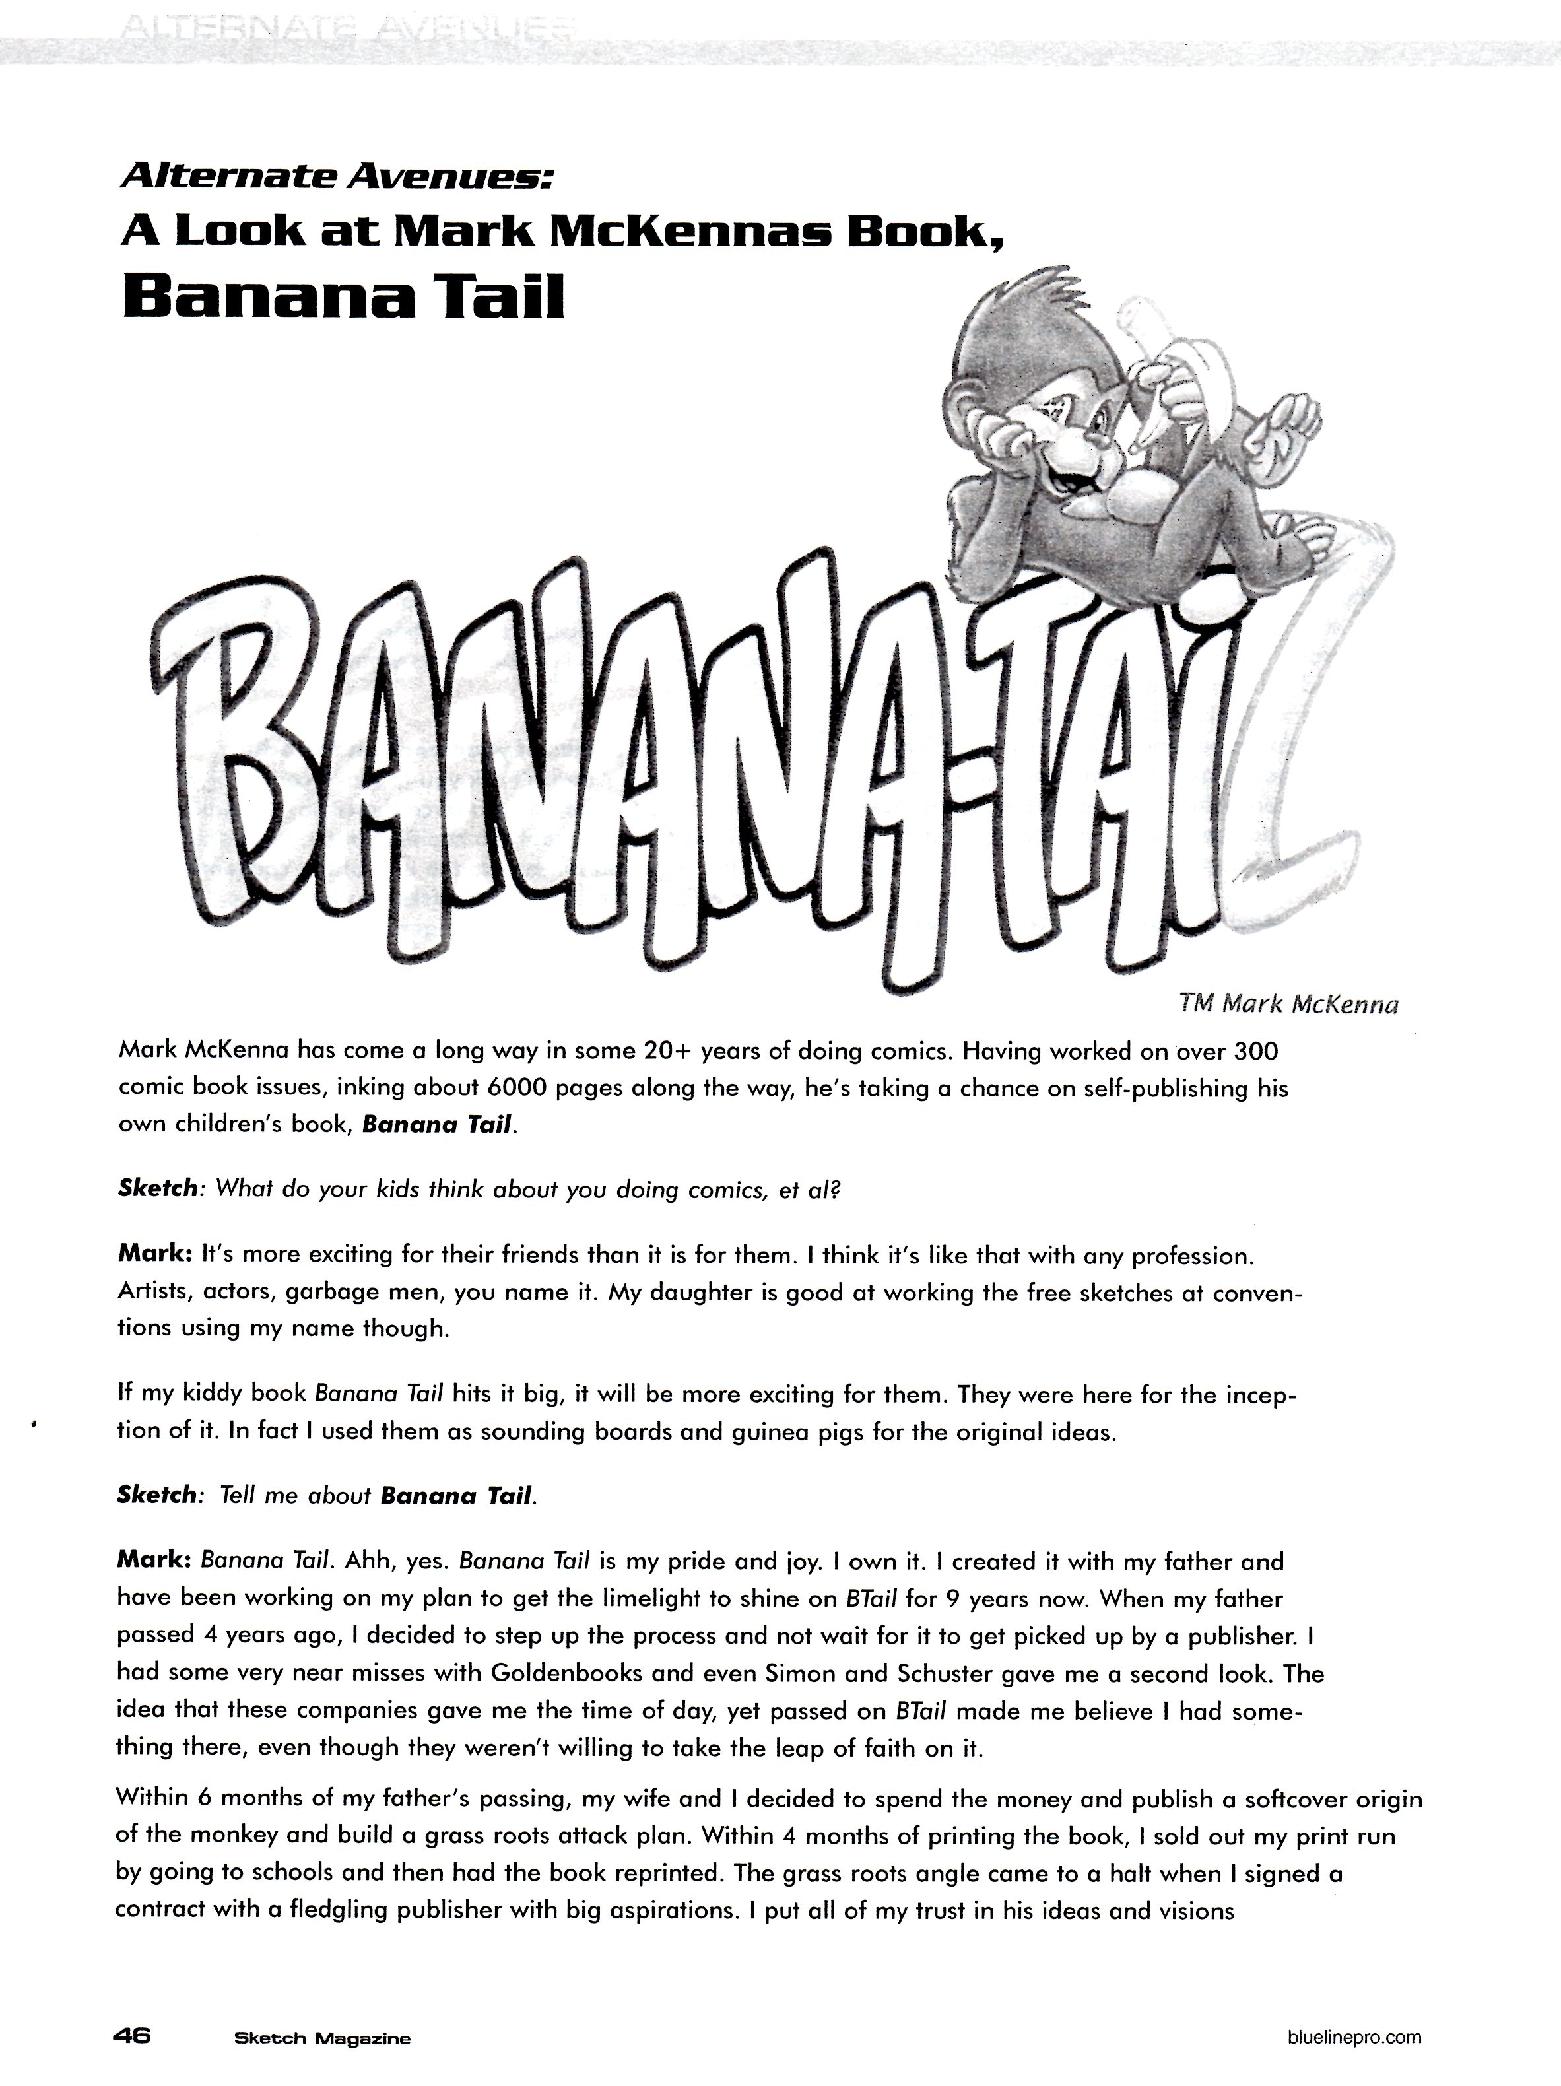 ALTERNATE AVENUES
Alternate Avenues:
A Look at Mark McKennas Book,
Banana Tail
BANANA-TAIL
TM Mark McKenna
Mark McKenna has come a long way in some 20+ years of doing comics. Having worked on over 300
comic book issues, inking about 6000 pages along the way, he's taking a chance on self-publishing his
own children's book, Banana Tail.
Sketch: What do your kids think about you doing comics, et al?
Mark: It's more exciting for their friends than it is for them. I think it's like that with any profession.
Artists, actors, garbage men, you name it. My daughter is good at working the free sketches at conven-
tions using my name though.
If my kiddy book Banana Tail hits it big, it will be more exciting for them. They were here for the incep-
tion of it. In fact I used them as sounding boards and guinea pigs for the original ideas.
Sketch: Tell me about Banana Tail.
Mark: Banana Tail. Ahh, yes. Banana Tail is my pride and joy. I own it. I created it with my father and
have been working on my plan to get the limelight to shine on BTail for 9 years now. When my father
passed 4 years ago, I decided to step up the process and not wait for it to get picked up by a publisher. I
had some very near misses with Goldenbooks and even Simon and Schuster gave me a second look. The
idea that these companies gave me the time of day, yet passed on BTail made me believe I had some-
thing there, even though they weren't willing to take the leap of faith on it.
Within 6 months of my father's passing, my wife and I decided to spend the money and publish a softcover origin
of the monkey and build a grass roots attack plan. Within 4 months of printing the book, I sold out my print run
by going to schools and then had the book reprinted. The grass roots angle came to a halt when I signed a
contract with a fledgling publisher with big aspirations. I put all of my trust in his ideas and visions
46 Sketch Magazine bluelinepro.com